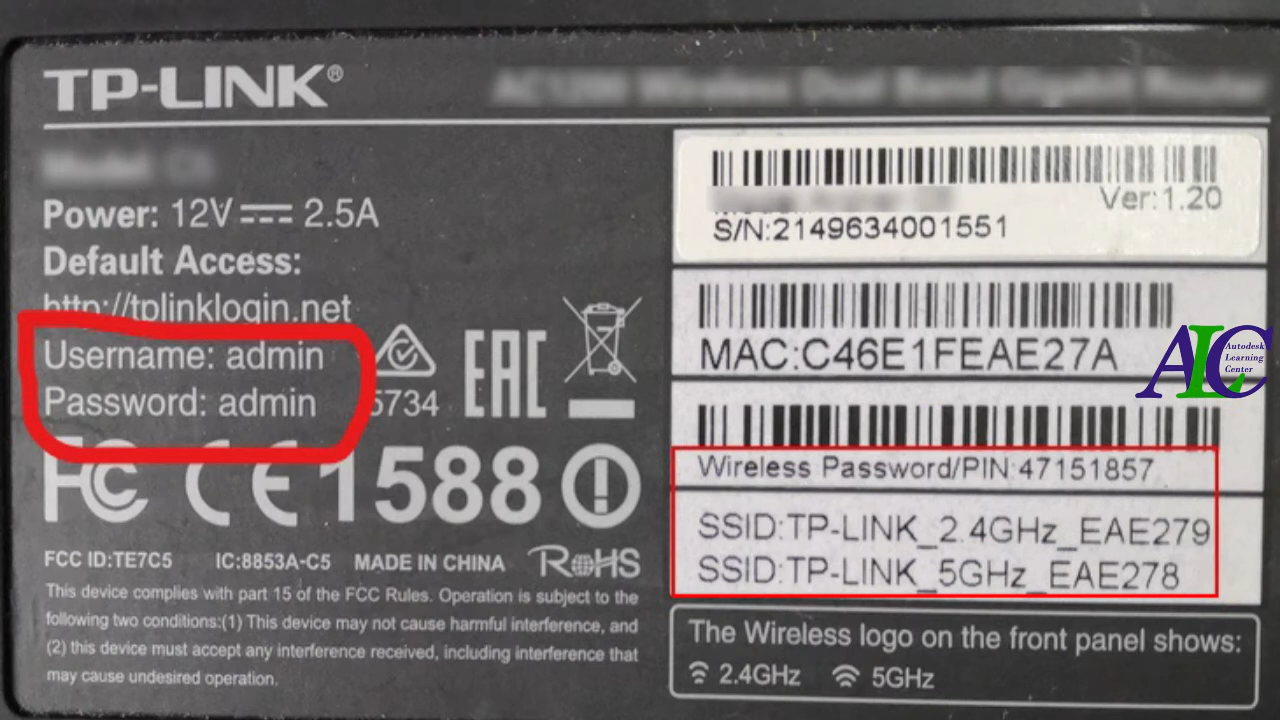 TP-LINK®
Power: 12V⎓2.5A
Default Access:
http://tplinklogin.net
Username: admin
Password: admin
5734
EAC
FC CE1588
FCC ID:TE7C5 IC:8853A-C5 MADE IN CHINA RoHS
This device complies with part 15 of the FCC Rules. Operation is subject to the
following two conditions:(1) This device may not cause harmful interference, and
(2) this device must accept any interference received, including interference that
may cause undesired operation.
Ver:1.20
S/N:2149634001551
MAC:C46E1FEAE27A
ALC Autodesk
Learning
Center
Wireless Password/PIN:47151857
SSID:TP-LINK_2.4GHz_EAE279
SSID:TP-LINK_5GHz_EAE278
The Wireless logo on the front panel shows:
2.4GHz 5GHz